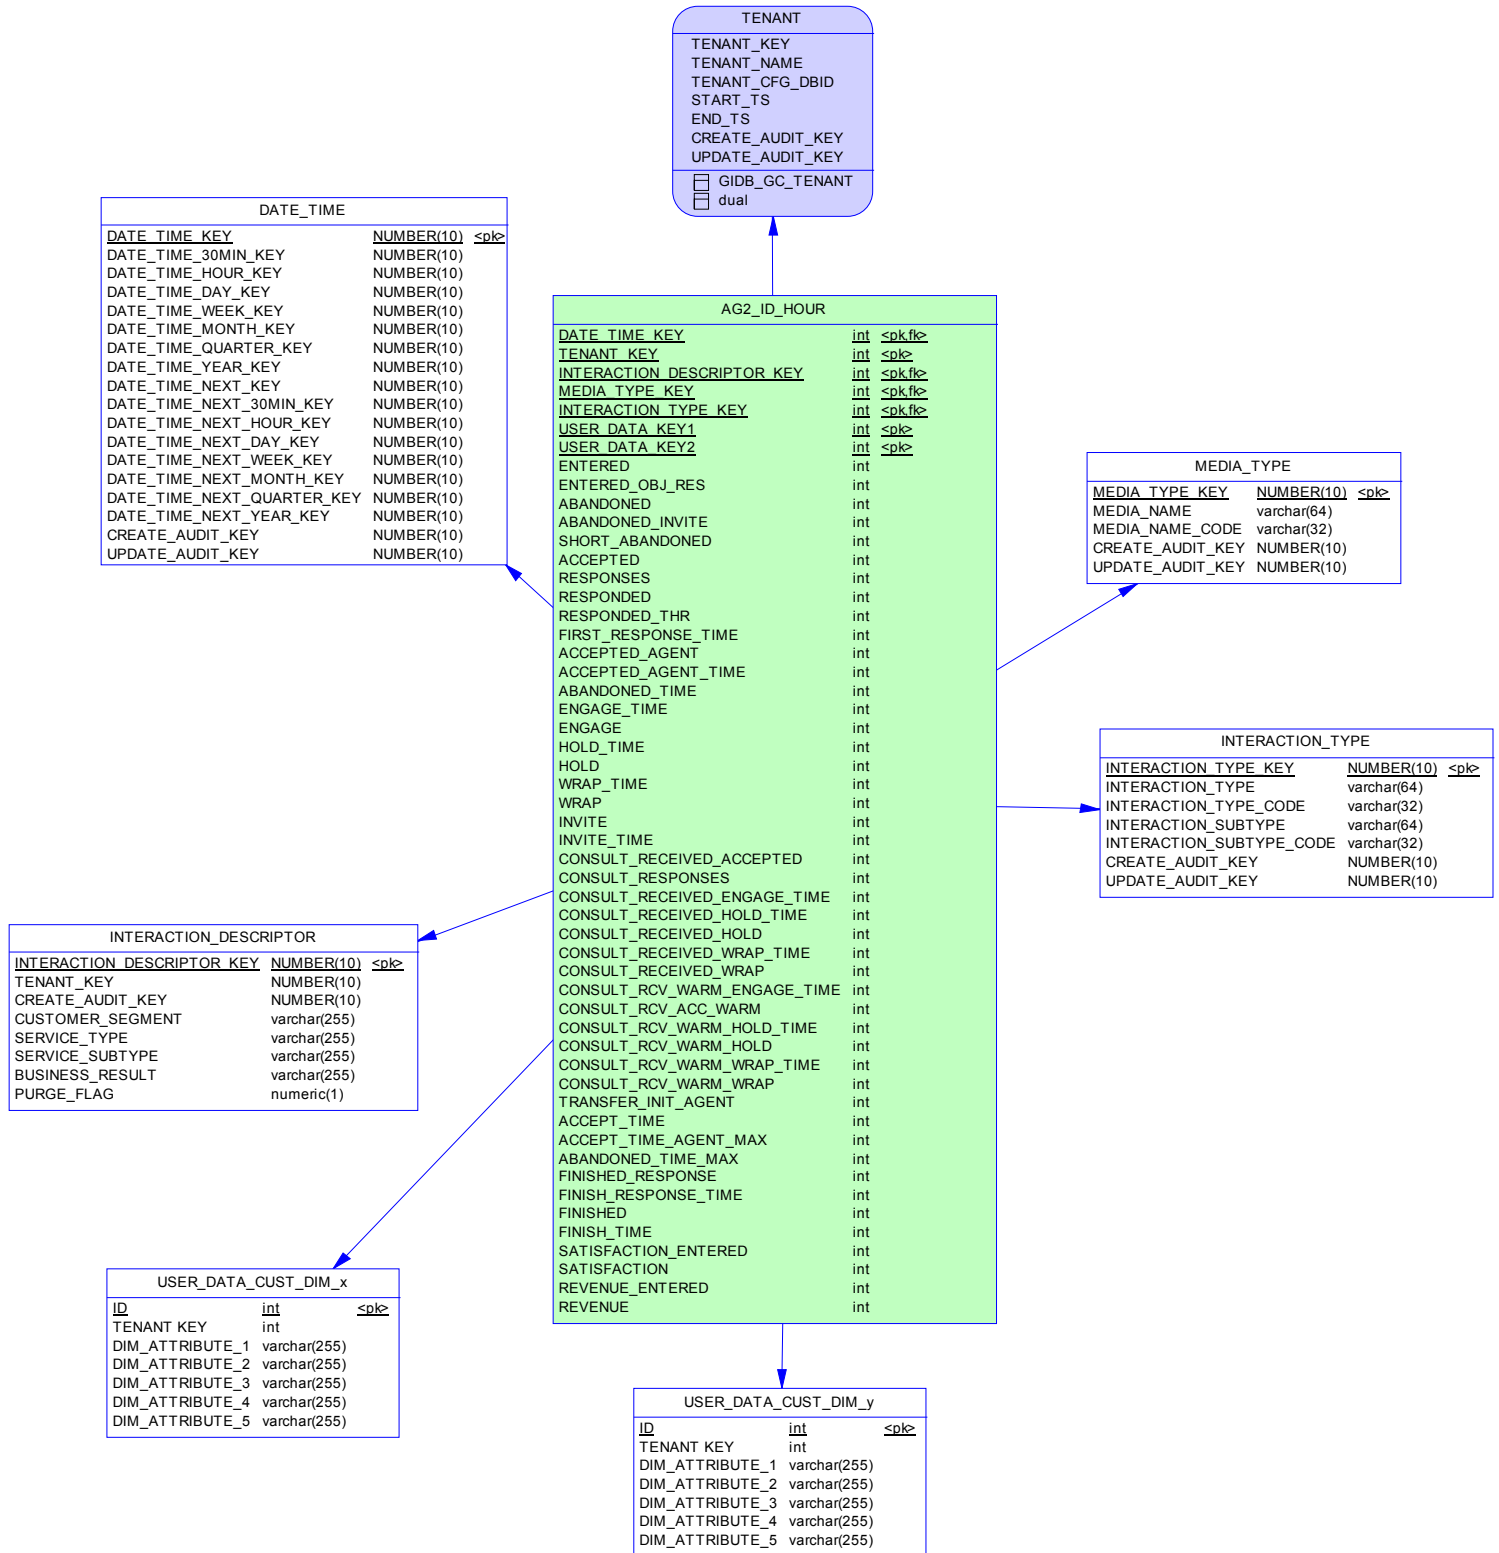 TENANT
TENANT_KEY
TENANT_NAME
TENANT_CFG_DBID
START_TS
END_TS
CREATE_AUDIT_KEY
UPDATE_AUDIT_KEY
GIDB_GC_TENANT
dual
DATE_TIME
DATE_TIME_KEY NUMBER(10) <pk>
DATE_TIME_30MIN_KEY NUMBER(10)
DATE_TIME_HOUR_KEY NUMBER(10)
DATE_TIME_DAY_KEY NUMBER(10)
DATE_TIME_WEEK_KEY NUMBER(10)
DATE_TIME_MONTH_KEY NUMBER(10)
DATE_TIME_QUARTER_KEY NUMBER(10)
DATE_TIME_YEAR_KEY NUMBER(10)
DATE_TIME_NEXT_KEY NUMBER(10)
DATE_TIME_NEXT_30MIN_KEY NUMBER(10)
DATE_TIME_NEXT_HOUR_KEY NUMBER(10)
DATE_TIME_NEXT_DAY_KEY NUMBER(10)
DATE_TIME_NEXT_WEEK_KEY NUMBER(10)
DATE_TIME_NEXT_MONTH_KEY NUMBER(10)
DATE_TIME_NEXT_QUARTER_KEY NUMBER(10)
DATE_TIME_NEXT_YEAR_KEY NUMBER(10)
CREATE_AUDIT_KEY NUMBER(10)
UPDATE_AUDIT_KEY NUMBER(10)
AG2_ID_HOUR
DATE_TIME_KEY int <pk,fk>
TENANT_KEY int <pk>
INTERACTION_DESCRIPTOR_KEY int <pk,fk>
MEDIA_TYPE_KEY int <pk,fk>
INTERACTION_TYPE_KEY int <pk,fk>
USER_DATA_KEY1 int <pk>
USER_DATA_KEY2 int <pk>
ENTERED int
ENTERED_OBJ_RES int
ABANDONED int
ABANDONED_INVITE int
SHORT_ABANDONED int
ACCEPTED int
RESPONSES int
RESPONDED int
RESPONDED_THR int
FIRST_RESPONSE_TIME int
ACCEPTED_AGENT int
ACCEPTED_AGENT_TIME int
ABANDONED_TIME int
ENGAGE_TIME int
ENGAGE int
HOLD_TIME int
HOLD int
WRAP_TIME int
WRAP int
INVITE int
INVITE_TIME int
CONSULT_RECEIVED_ACCEPTED int
CONSULT_RESPONSES int
CONSULT_RECEIVED_ENGAGE_TIME int
CONSULT_RECEIVED_HOLD_TIME int
CONSULT_RECEIVED_HOLD int
CONSULT_RECEIVED_WRAP_TIME int
CONSULT_RECEIVED_WRAP int
CONSULT_RCV_WARM_ENGAGE_TIME int
CONSULT_RCV_ACC_WARM int
CONSULT_RCV_WARM_HOLD_TIME int
CONSULT_RCV_WARM_HOLD int
CONSULT_RCV_WARM_WRAP_TIME int
CONSULT_RCV_WARM_WRAP int
TRANSFER_INIT_AGENT int
ACCEPT_TIME int
ACCEPT_TIME_AGENT_MAX int
ABANDONED_TIME_MAX int
FINISHED_RESPONSE int
FINISH_RESPONSE_TIME int
FINISHED int
FINISH_TIME int
SATISFACTION_ENTERED int
SATISFACTION int
REVENUE_ENTERED int
REVENUE int
MEDIA_TYPE
MEDIA_TYPE_KEY NUMBER(10) <pk>
MEDIA_NAME varchar(64)
MEDIA_NAME_CODE varchar(32)
CREATE_AUDIT_KEY NUMBER(10)
UPDATE_AUDIT_KEY NUMBER(10)
INTERACTION_TYPE
INTERACTION_TYPE_KEY NUMBER(10) <pk>
INTERACTION_TYPE varchar(64)
INTERACTION_TYPE_CODE varchar(32)
INTERACTION_SUBTYPE varchar(64)
INTERACTION_SUBTYPE_CODE varchar(32)
CREATE_AUDIT_KEY NUMBER(10)
UPDATE_AUDIT_KEY NUMBER(10)
INTERACTION_DESCRIPTOR
INTERACTION_DESCRIPTOR_KEY NUMBER(10) <pk>
TENANT_KEY NUMBER(10)
CREATE_AUDIT_KEY NUMBER(10)
CUSTOMER_SEGMENT varchar(255)
SERVICE_TYPE varchar(255)
SERVICE_SUBTYPE varchar(255)
BUSINESS_RESULT varchar(255)
PURGE_FLAG numeric(1)
USER_DATA_CUST_DIM_x
ID int <pk>
TENANT KEY int
DIM_ATTRIBUTE_1 varchar(255)
DIM_ATTRIBUTE_2 varchar(255)
DIM_ATTRIBUTE_3 varchar(255)
DIM_ATTRIBUTE_4 varchar(255)
DIM_ATTRIBUTE_5 varchar(255)
USER_DATA_CUST_DIM_y
ID int <pk>
TENANT KEY int
DIM_ATTRIBUTE_1 varchar(255)
DIM_ATTRIBUTE_2 varchar(255)
DIM_ATTRIBUTE_3 varchar(255)
DIM_ATTRIBUTE_4 varchar(255)
DIM_ATTRIBUTE_5 varchar(255)